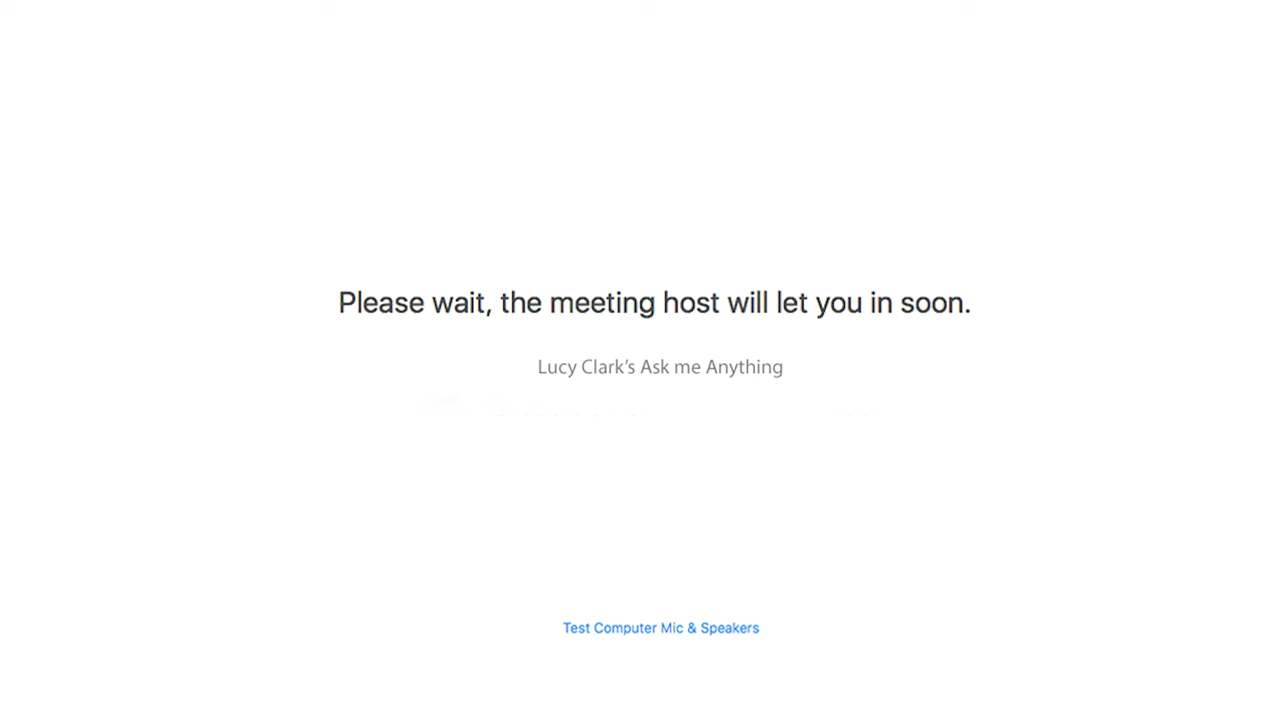 Please wait, the meeting host will let you in soon.
Lucy Clark’s Ask me Anything
Test Computer Mic & Speakers